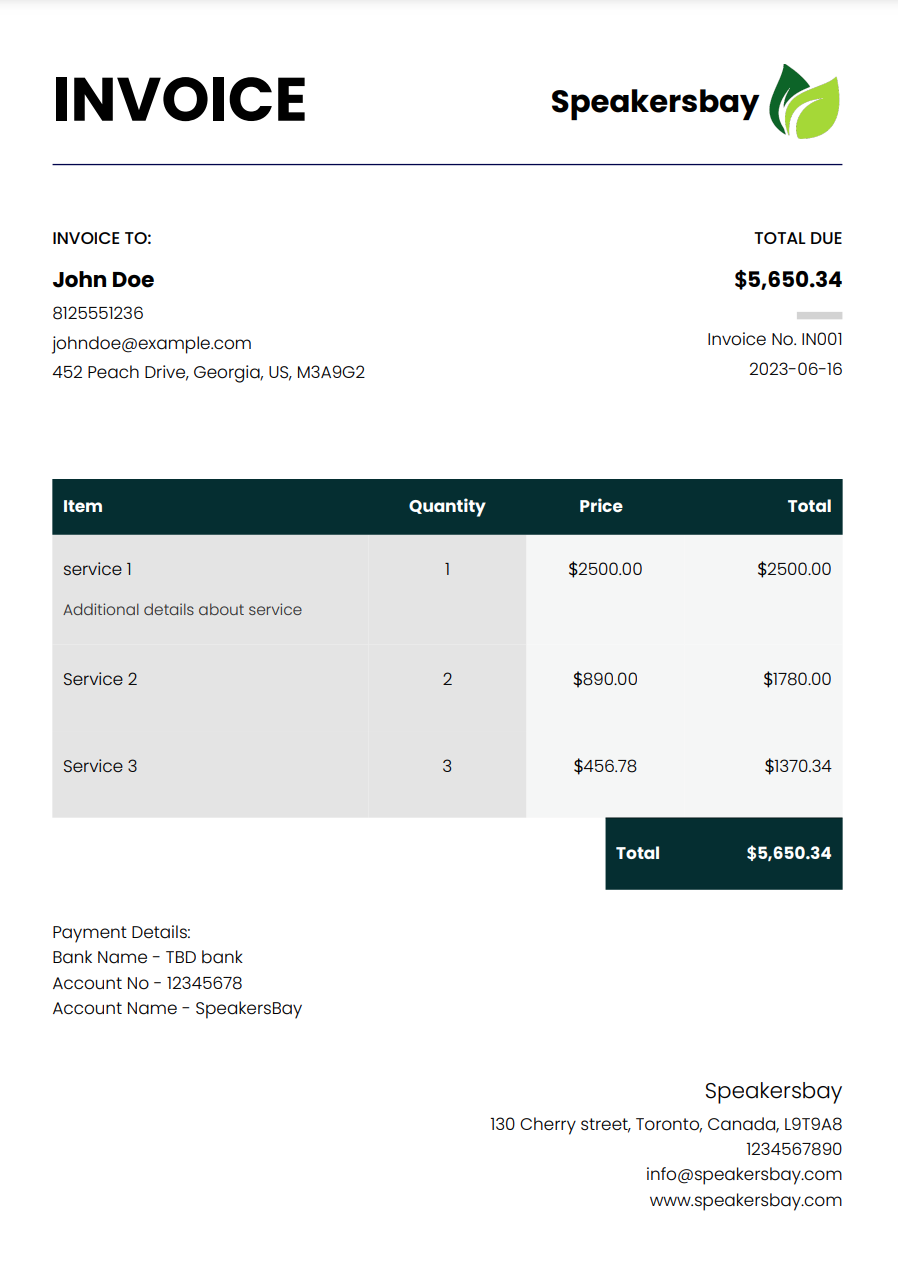 INVOICE
Speakersbay
INVOICE TO:
John Doe
8125551236
johndoe@example.com
452 Peach Drive, Georgia, US, M3A9G2
TOTAL DUE
$5,650.34
Invoice No. IN001
2023-06-16
Item Quantity Price Total
service 1 1 $2500.00 $2500.00
Additional details about service
Service 2 2 $890.00 $1780.00
Service 3 3 $456.78 $1370.34
Total $5,650.34
Payment Details:
Bank Name - TBD bank
Account No - 12345678
Account Name - SpeakersBay
Speakersbay
130 Cherry street, Toronto, Canada, L9T9A8
1234567890
info@speakersbay.com
www.speakersbay.com